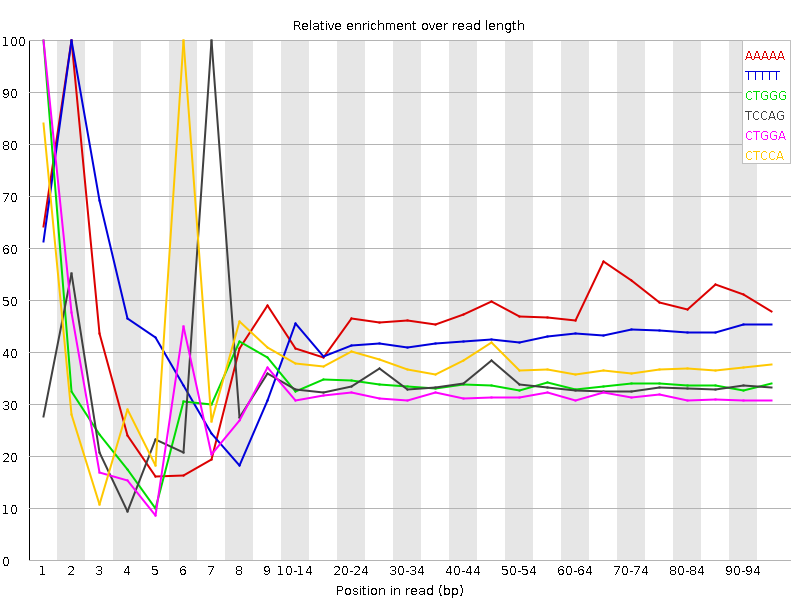 Relative enrichment over read length
100
90
80
70
60
50
40
30
20
10
0
AAAAA
TTTTT
CTGGG
TCCAG
CTGGA
CTCCA
1 2 3 4 5 6 7 8 9 10-14 20-24 30-34 40-44 50-54 60-64 70-74 80-84 90-94
Position in read (bp)